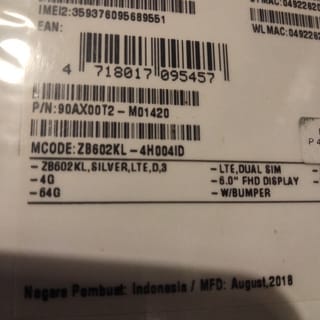 IMEI2:359376095689551
WLMAC:049226
EAN:
4 718017 095457
P/N:90AX00T2-M01420
MCODE:ZB602KL-4H004ID
-ZB602KL,SILVER,LTE,D,3
-4G
-64G
-LTE,DUAL SIM
-6.0" FHD DISPLAY
-W/BUMPER
Negara Pembuat: Indonesia / MFD: August,2018